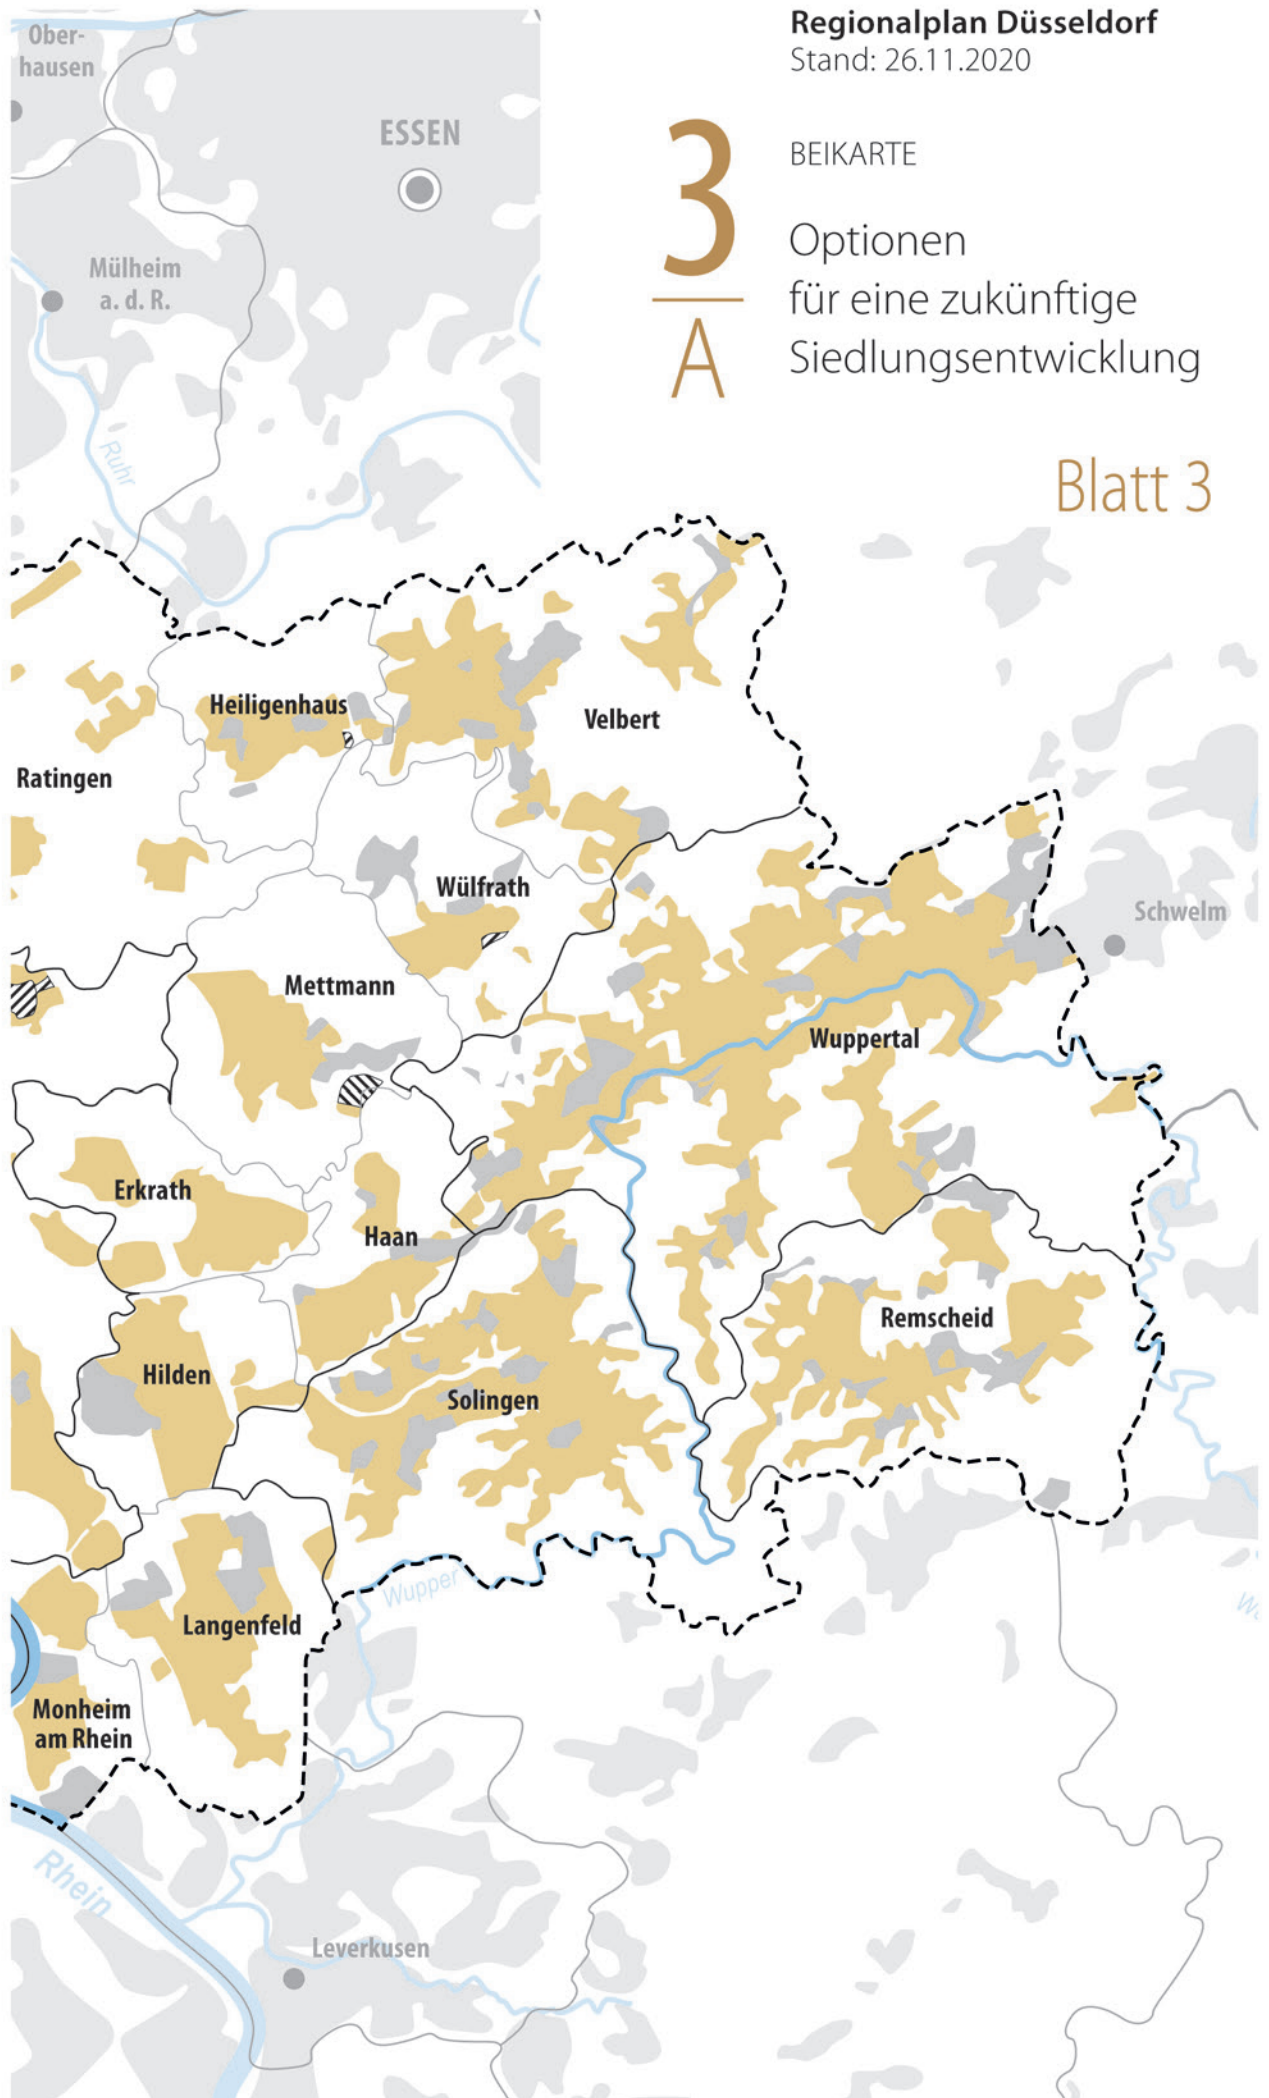 Regionalplan Düsseldorf
Stand: 26.11.2020
3
A
BEIKARTE
Optionen
für eine zukünftige
Siedlungsentwicklung
Blatt 3
Ober-
hausen
ESSEN
Mülheim
a. d. R.
Ruhr
Heiligenhaus
Velbert
Ratingen
Wülfrath
Schwelm
Mettmann
Wuppertal
Erkrath
Haan
Remscheid
Hilden
Solingen
Wupper
Langenfeld
Monheim
am Rhein
Rhein
Leverkusen